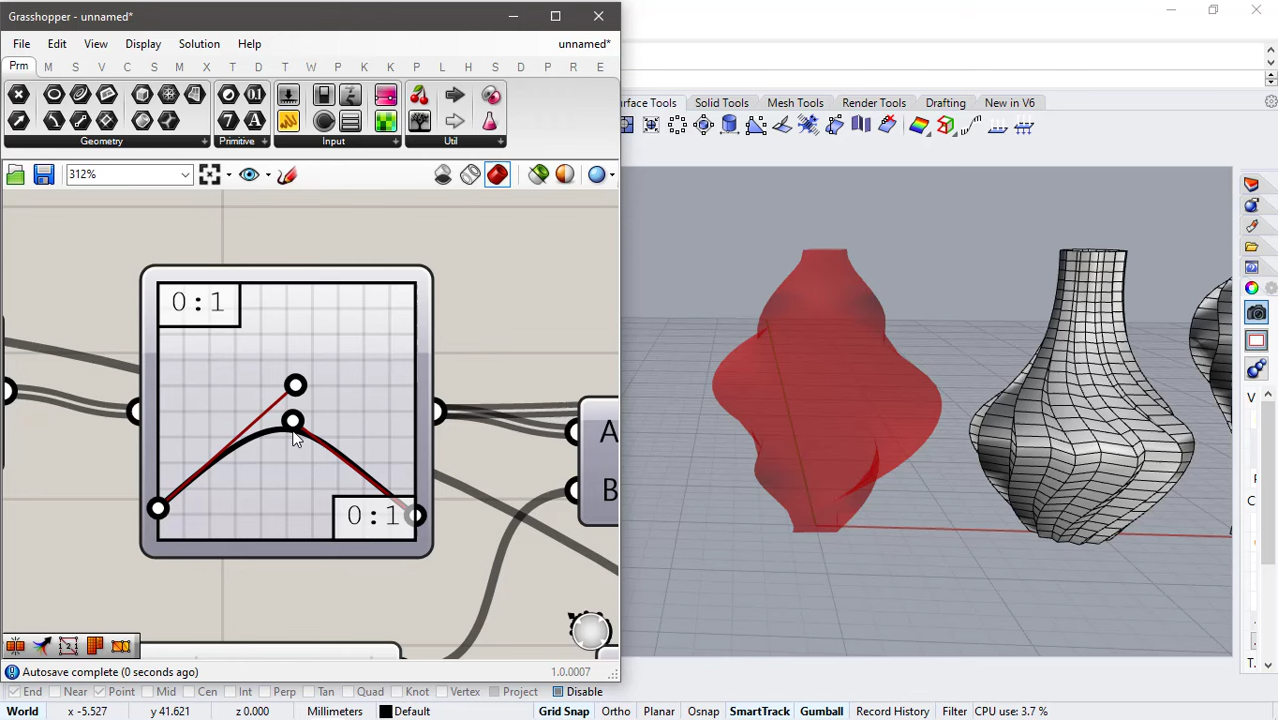 Grasshopper - unnamed*
File Edit View Display Solution Help unnamed*
Prm M S V C S M X T D T W P K K P L H S D P R E
Geometry Primitive Input Util
312%
0:1
0:1
A
B
Autosave complete (0 seconds ago) 1.0.0007
urface Tools Solid Tools Mesh Tools Render Tools Drafting New in V6
V
F
C
T.
End Near Point Mid Cen Int Perp Tan Quad Knot Vertex Project Disable
World x -5.527 y 41.621 z 0.000 Millimeters Default Grid Snap Ortho Planar Osnap SmartTrack Gumball Record History Filter CPU use: 3.7 %